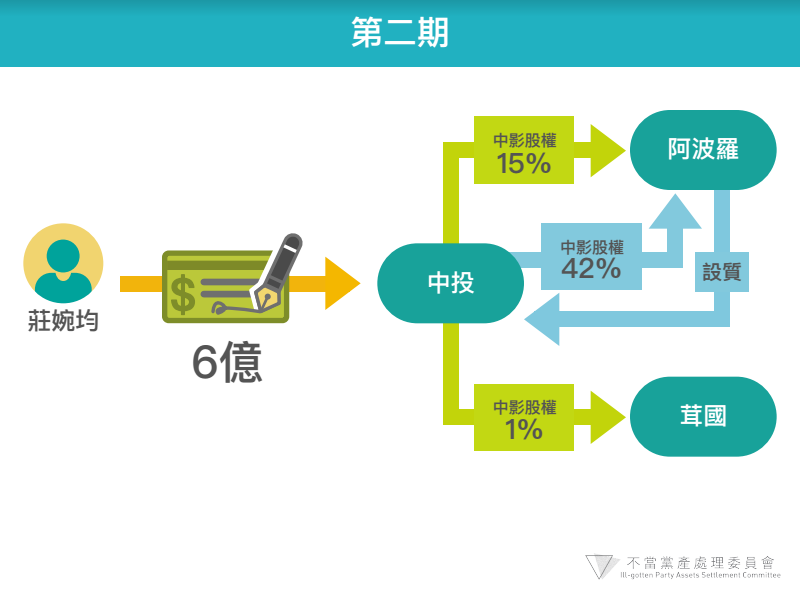 第二期
中影股權
15%
阿波羅
中影股權
42%
設質
中投
$
莊婉均
6億
中影股權
1%
茸國
不當黨產處理委員會
Ill-gotten Party Assets Settlement Committee